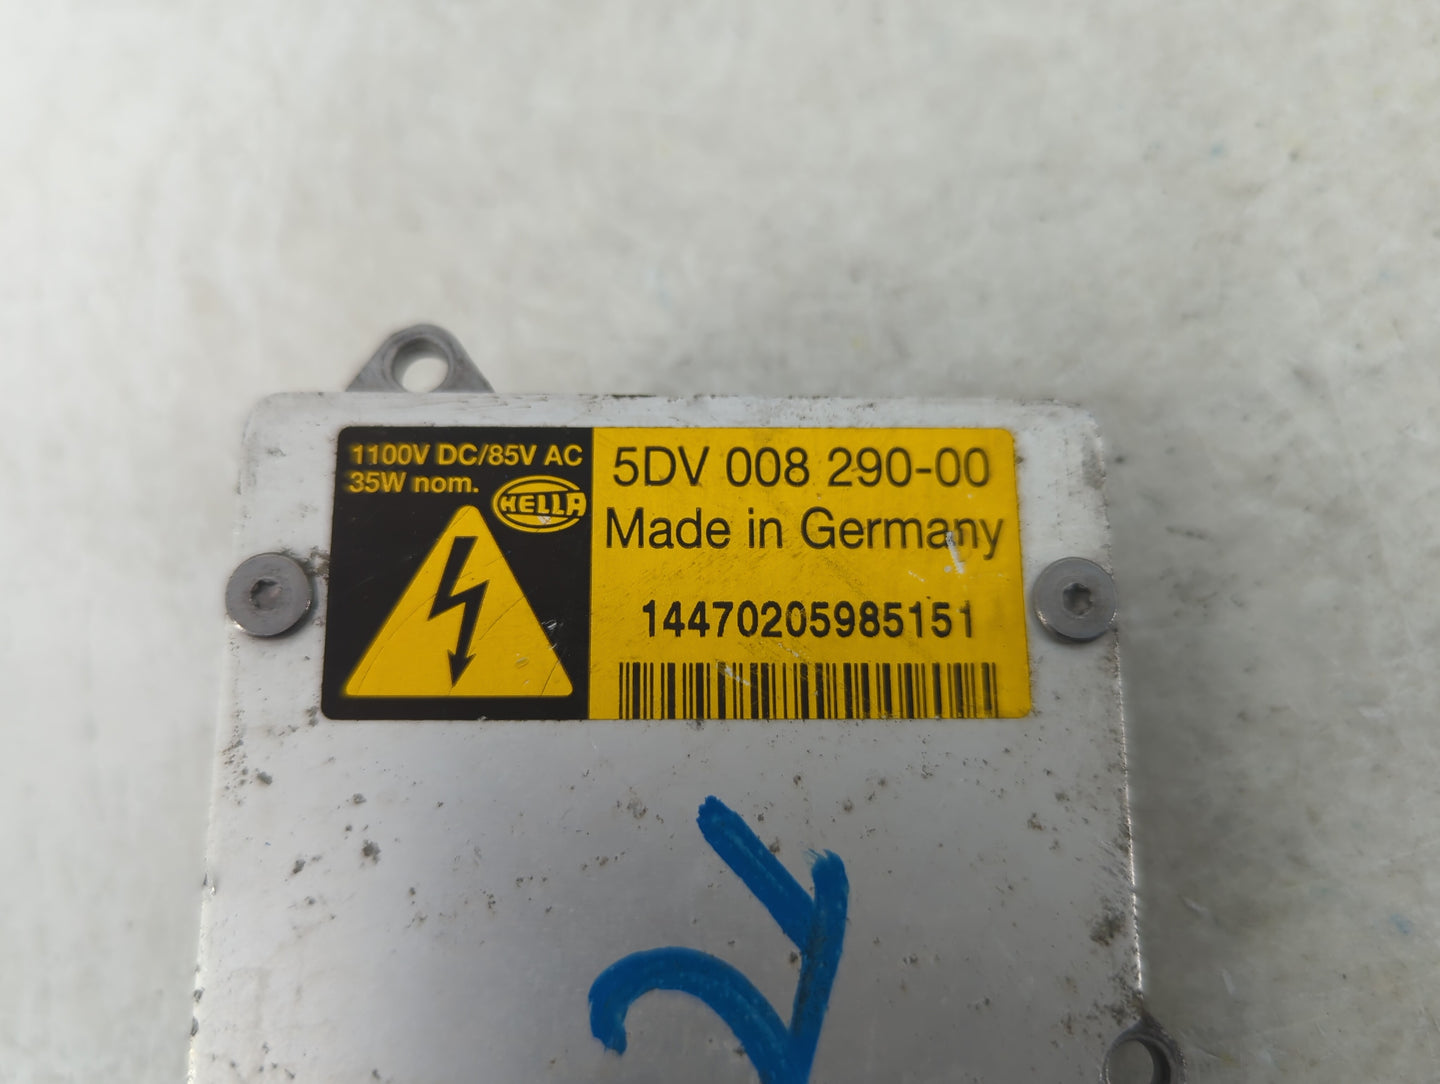 1100V DC/85V AC
35W nom.
HELLA
5DV 008 290-00
Made in Germany
14470205985151